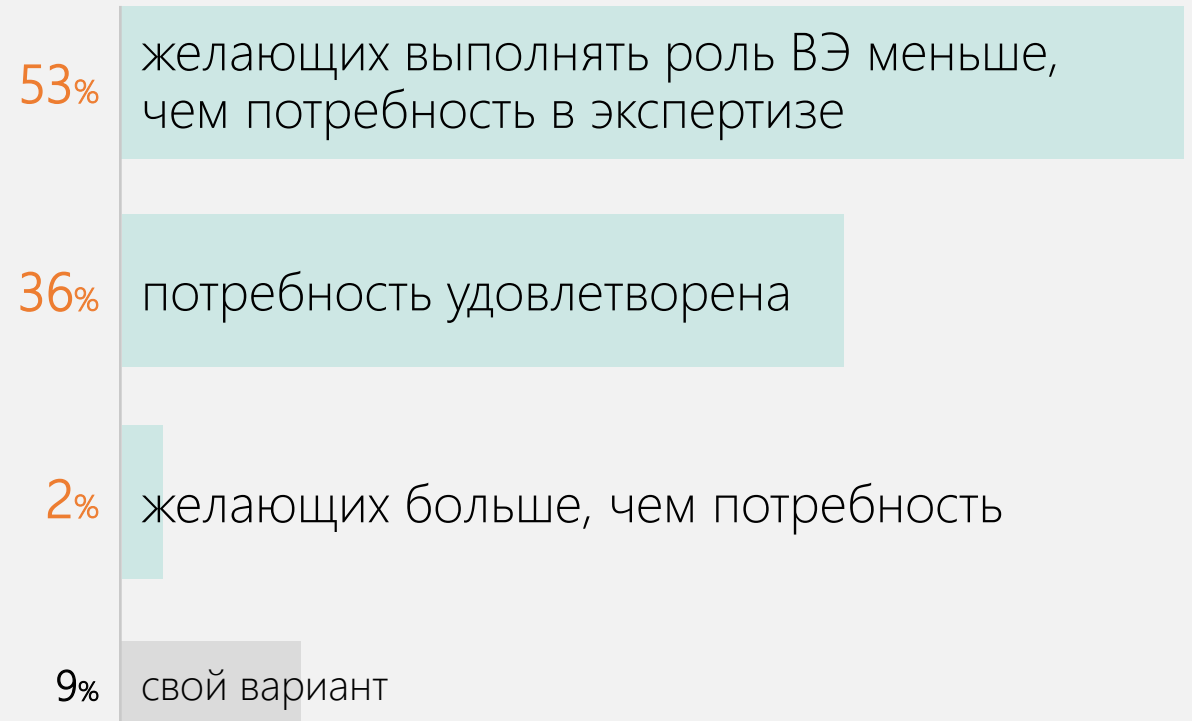 53%
желающих выполнять роль ВЭ меньше,
чем потребность в экспертизе
36%
потребность удовлетворена
2%
желающих больше, чем потребность
9%
свой вариант